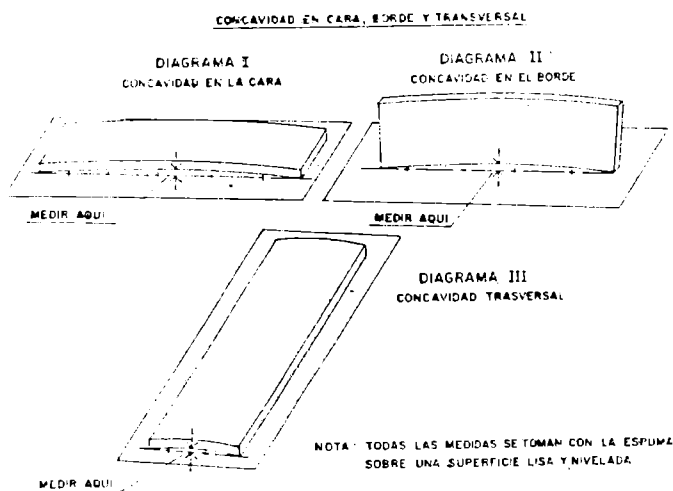 CONCAVIDAD EN CARA, BORDE Y TRANSVERSAL
DIAGRAMA I
CONCAVIDAD EN LA CARA
DIAGRAMA II
CONCAVIDAD EN EL BORDE
MEDIR AQUI
MEDIR AQUI
DIAGRAMA III
CONCAVIDAD TRASVERSAL
NOTA: TODAS LAS MEDIDAS SE TOMAN CON LA ESPUMA
SOBRE UNA SUPERFICIE LISA Y NIVELADA
MEDIR AQUI